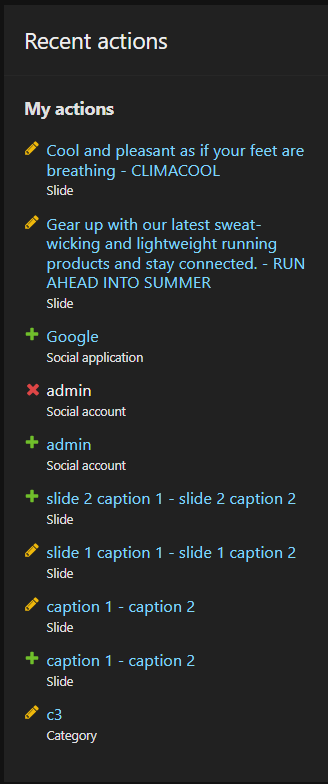 Recent actions
My actions
Cool and pleasant as if your feet are
breathing - CLIMACOOL
Slide
Gear up with our latest sweat-
wicking and lightweight running
products and stay connected. - RUN
AHEAD INTO SUMMER
Slide
Google
Social application
admin
Social account
admin
Social account
slide 2 caption 1 - slide 2 caption 2
Slide
slide 1 caption 1 - slide 1 caption 2
Slide
caption 1 - caption 2
Slide
caption 1 - caption 2
Slide
c3
Category